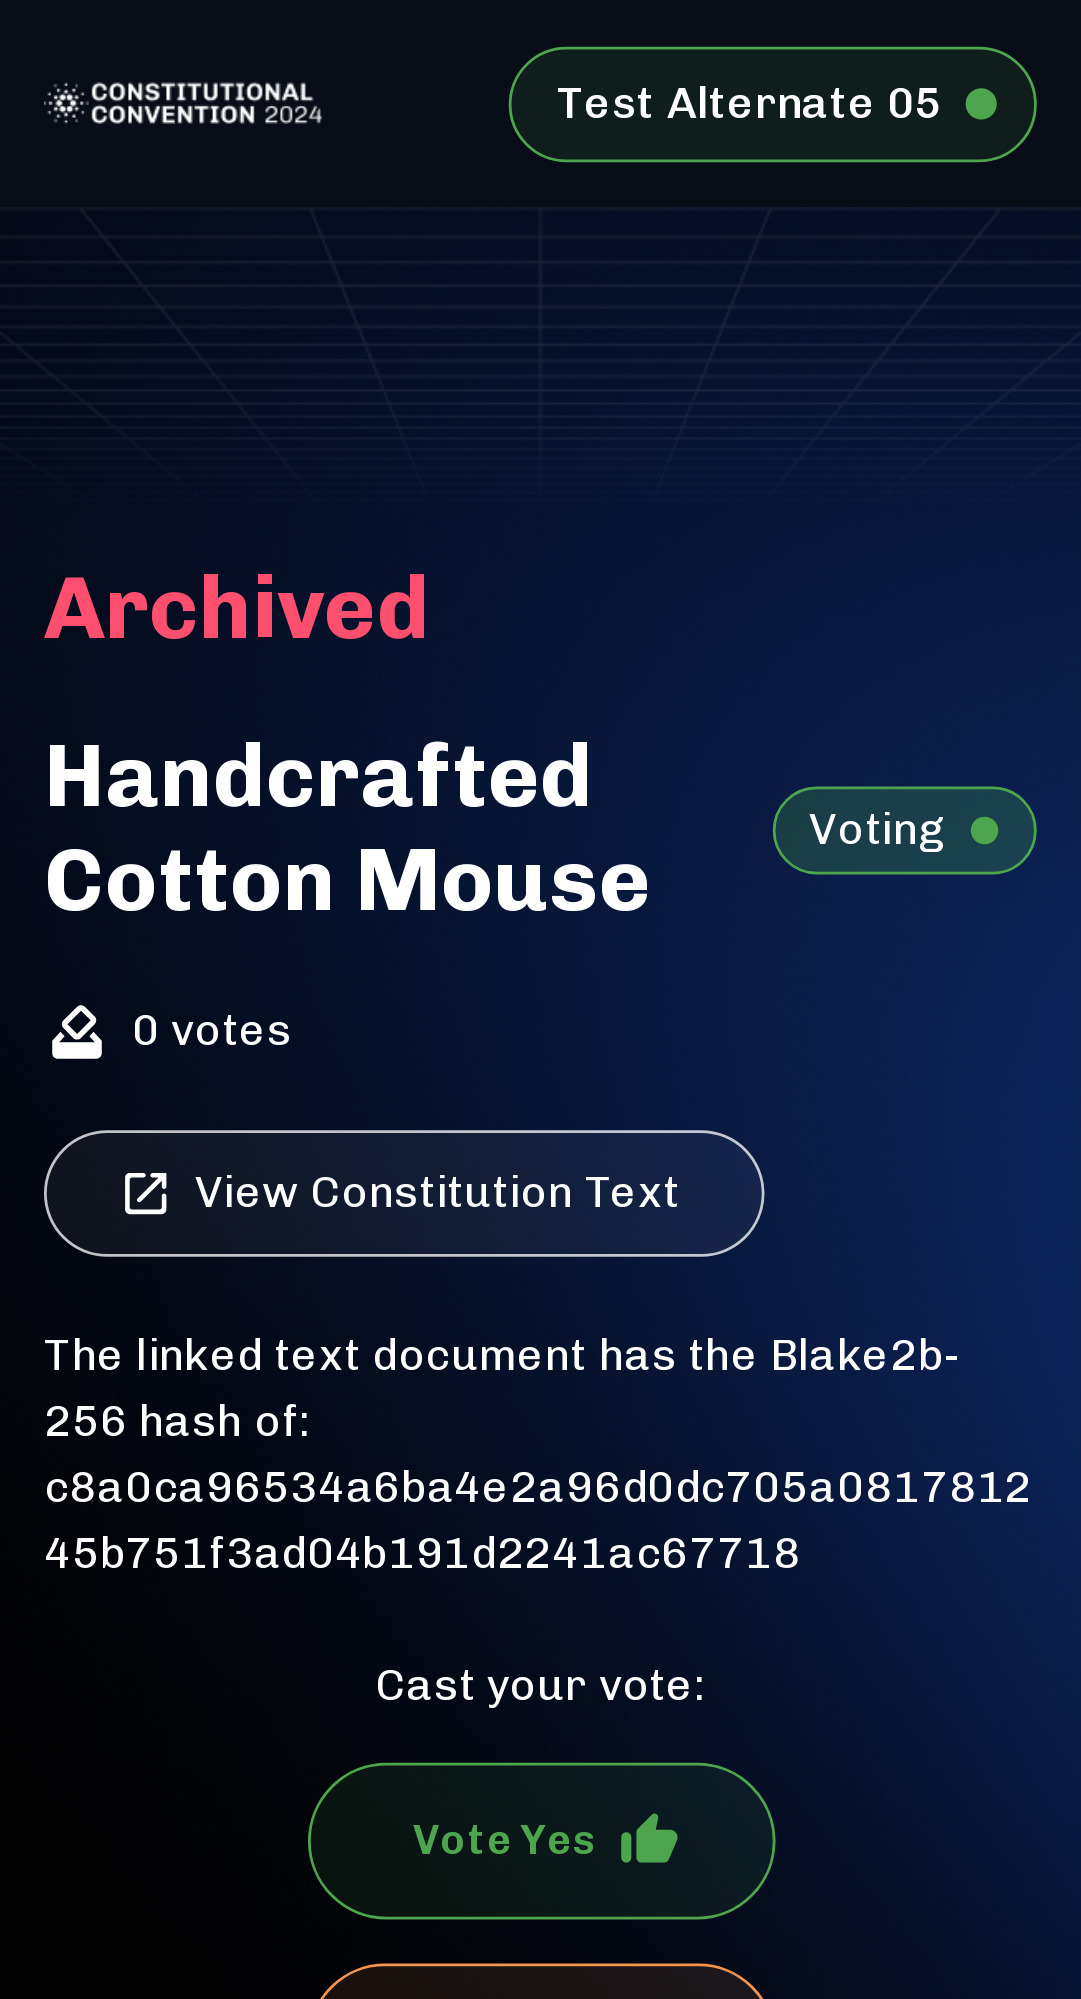 CONSTITUTIONAL
CONVENTION 2024
Test Alternate 05
Archived
Handcrafted
Cotton Mouse
Voting
0 votes
View Constitution Text
The linked text document has the Blake2b-
256 hash of:
c8a0ca96534a6ba4e2a96d0dc705a0817812
45b751f3ad04b191d2241ac67718
Cast your vote:
Vote Yes